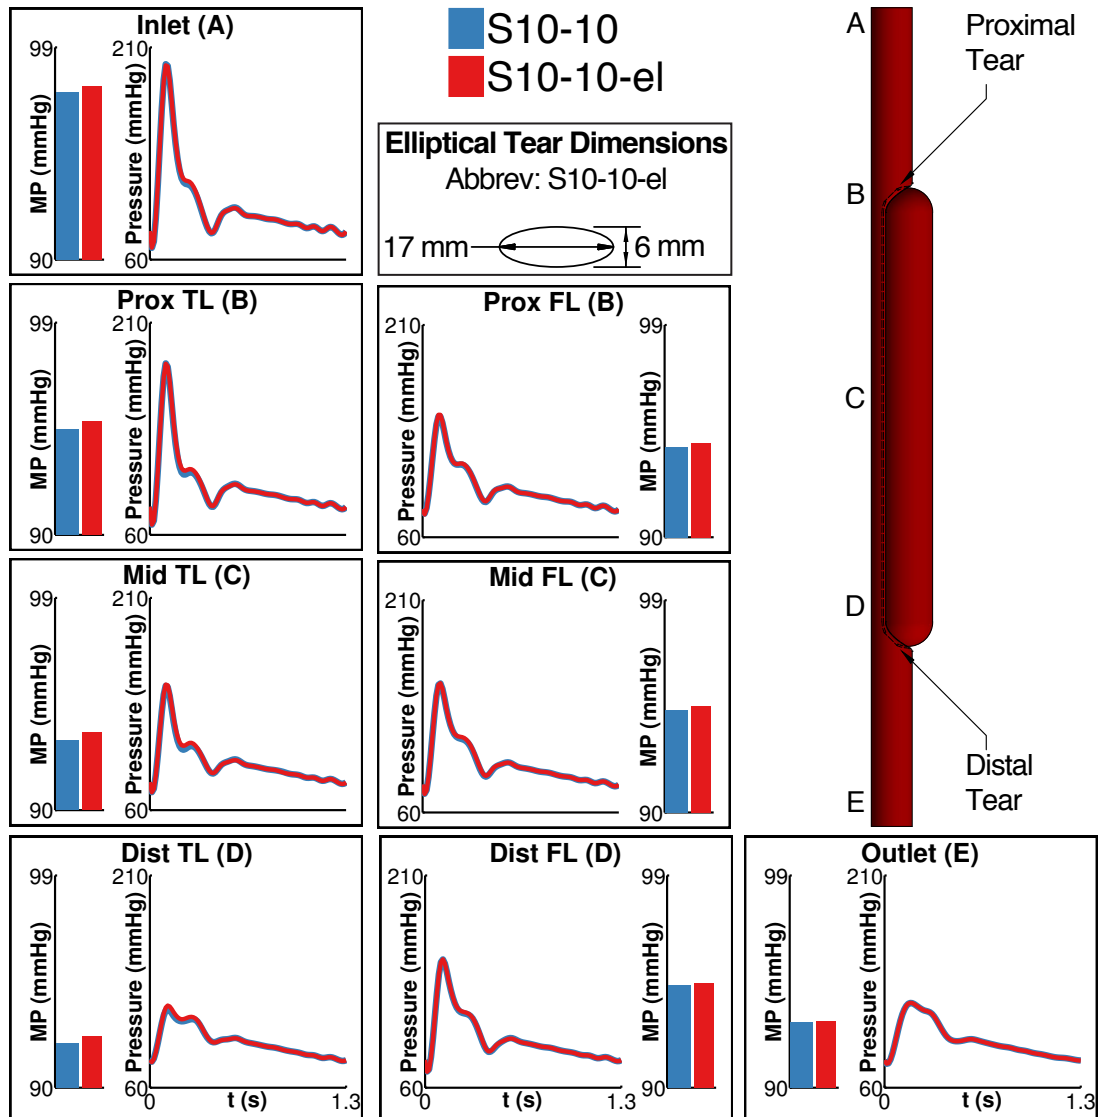 Inlet (A)
99
MP (mmHg)
90
210
Pressure (mmHg)
60
S10-10
S10-10-el
Elliptical Tear Dimensions
Abbrev: S10-10-el
17 mm
6 mm
A
Proximal
Tear
B
C
D
Distal
Tear
E
Prox TL (B)
99
MP (mmHg)
90
210
Pressure (mmHg)
60
Prox FL (B)
210
Pressure (mmHg)
60
99
MP (mmHg)
90
Mid TL (C)
99
MP (mmHg)
90
210
Pressure (mmHg)
60
Mid FL (C)
210
Pressure (mmHg)
60
99
MP (mmHg)
90
Dist TL (D)
99
MP (mmHg)
90
210
Pressure (mmHg)
60
0
t (s)
1.3
Dist FL (D)
210
Pressure (mmHg)
60
0
t (s)
1.3
99
MP (mmHg)
90
Outlet (E)
99
MP (mmHg)
90
210
Pressure (mmHg)
60
0
t (s)
1.3